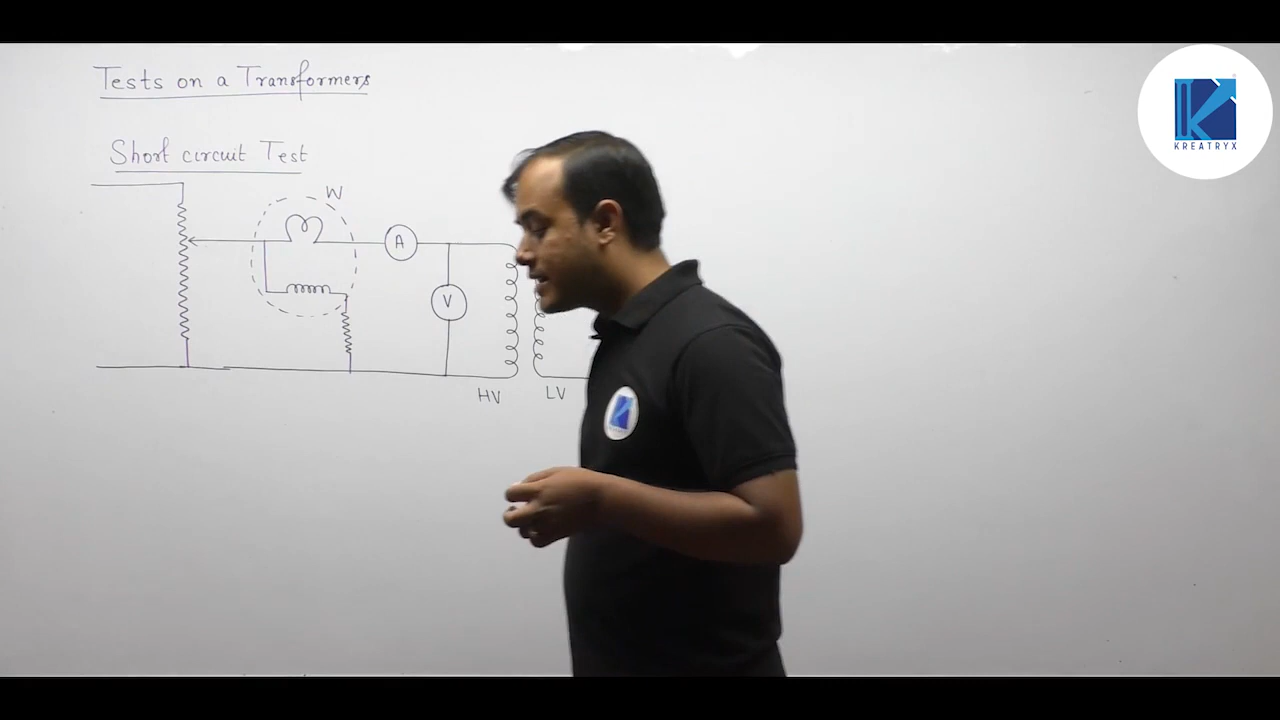 Tests on a Transformers
KREATRYX
Short circuit Test
W
A
V
HV
LV